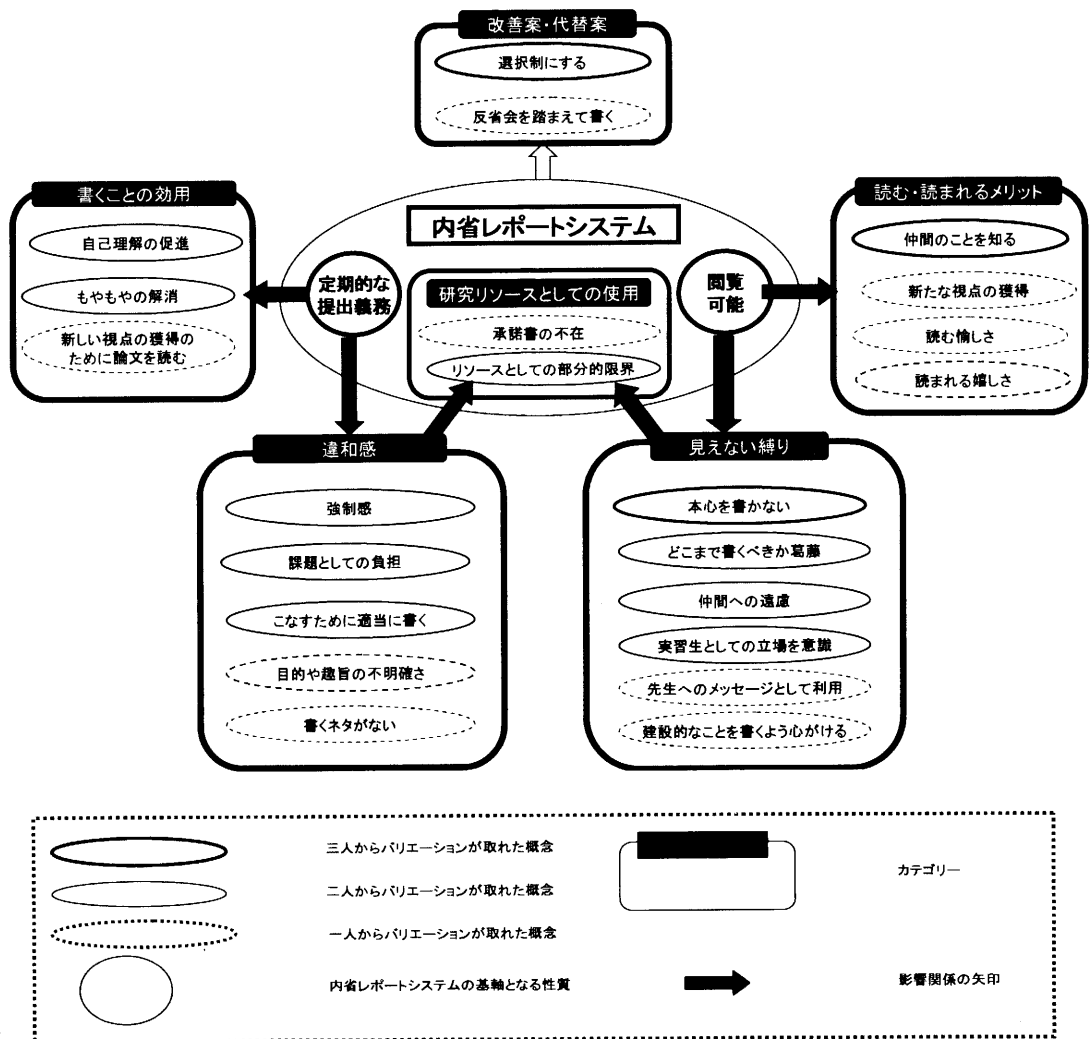 改善案・代替案
選択制にする
反省会を踏まえて書く
書くことの効用
自己理解の促進
もやもやの解消
新しい視点の獲得の
ために論文を読む
内省レポートシステム
定期的な
提出義務
研究リソースとしての使用
承諾書の不在
リソースとしての部分的限界
閲覧
可能
読む・読まれるメリット
仲間のことを知る
新たな視点の獲得
読む愉しさ
読まれる嬉しさ
違和感
強制感
課題としての負担
こなすために適当に書く
目的や趣旨の不明確さ
書くネタがない
見えない縛り
本心を書かない
どこまで書くべきか葛藤
仲間への遠慮
実習生としての立場を意識
先生へのメッセージとして利用
建設的なことを書くよう心がける
三人からバリエーションが取れた概念
二人からバリエーションが取れた概念
一人からバリエーションが取れた概念
内省レポートシステムの基軸となる性質
カテゴリー
影響関係の矢印